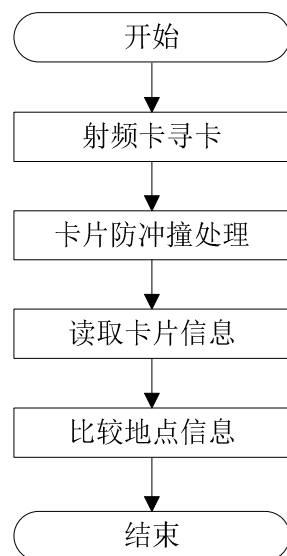 开始
射频卡寻卡
卡片防冲撞处理
读取卡片信息
比较地点信息
结束